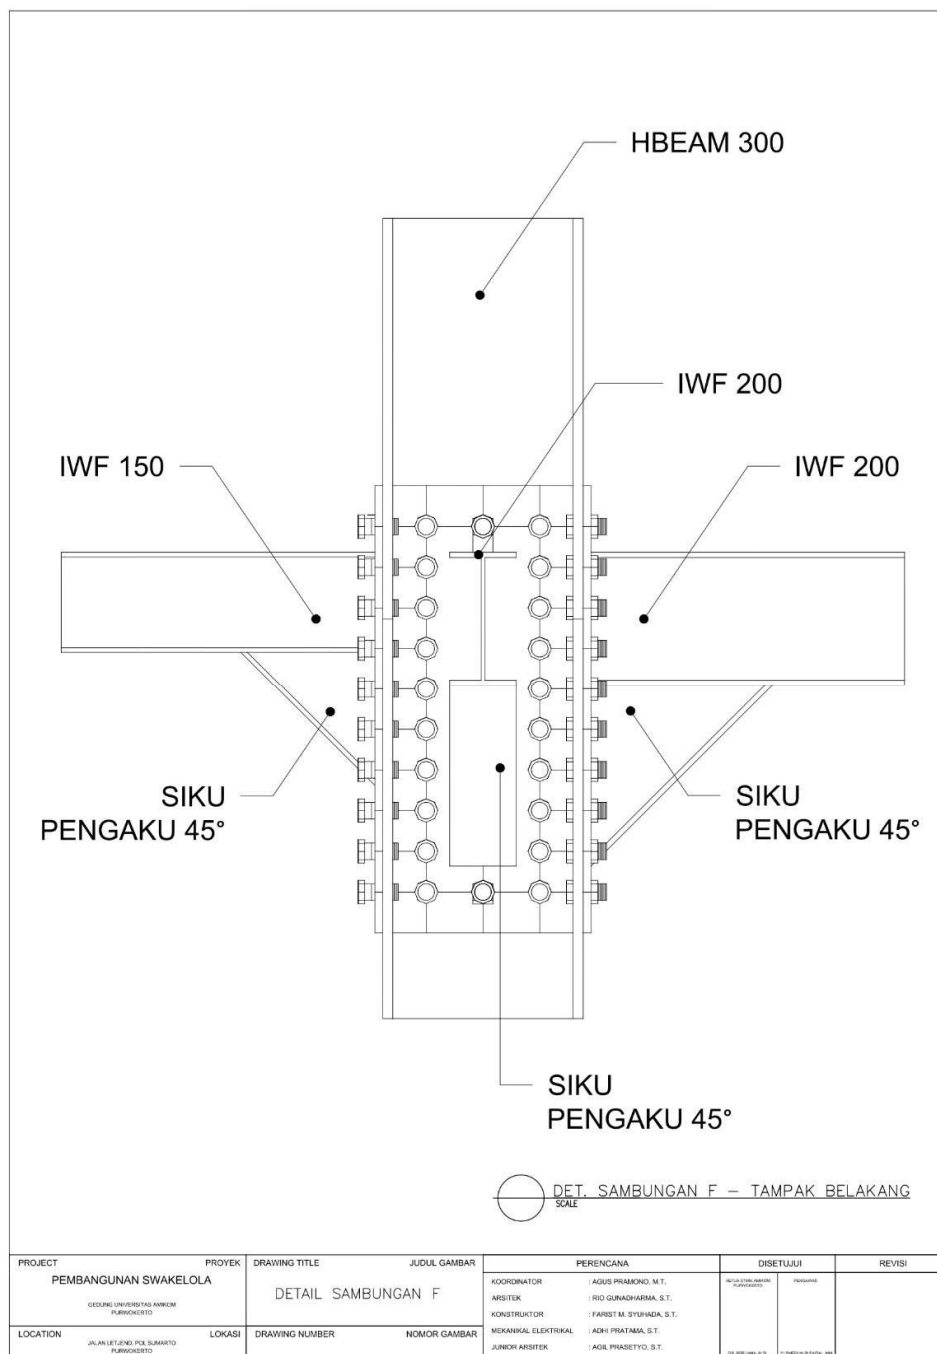 HBEAM 300
IWF 200
IWF 150
IWF 200
SIKU
PENGAKU 45°
SIKU
PENGAKU 45°
SIKU
PENGAKU 45°
DET. SAMBUNGAN F – TAMPAK BELAKANG
SCALE
PROJECT PROYEK
PEMBANGUNAN SWAKELOLA
GEDUNG UNIVERSITAS AMIKOM
PURWOKERTO
LOCATION LOKASI
JALAN LETJEND. POL SUMARTO
PURWOKERTO
DRAWING TITLE JUDUL GAMBAR
DETAIL SAMBUNGAN F
DRAWING NUMBER NOMOR GAMBAR
PERENCANA
KOORDINATOR : AGUS PRAMONO, M.T.
ARSITEK : RIO GUNADHARMA, S.T.
KONSTRUKTOR : FARIST M. SYUHADA, S.T.
MEKANIKAL ELEKTRIKAL : ADHI PRATAMA, S.T.
JUNIOR ARSITEK : AGIL PRASETYO, S.T.
DISETUJUI
PURWOKERTO
REVISI